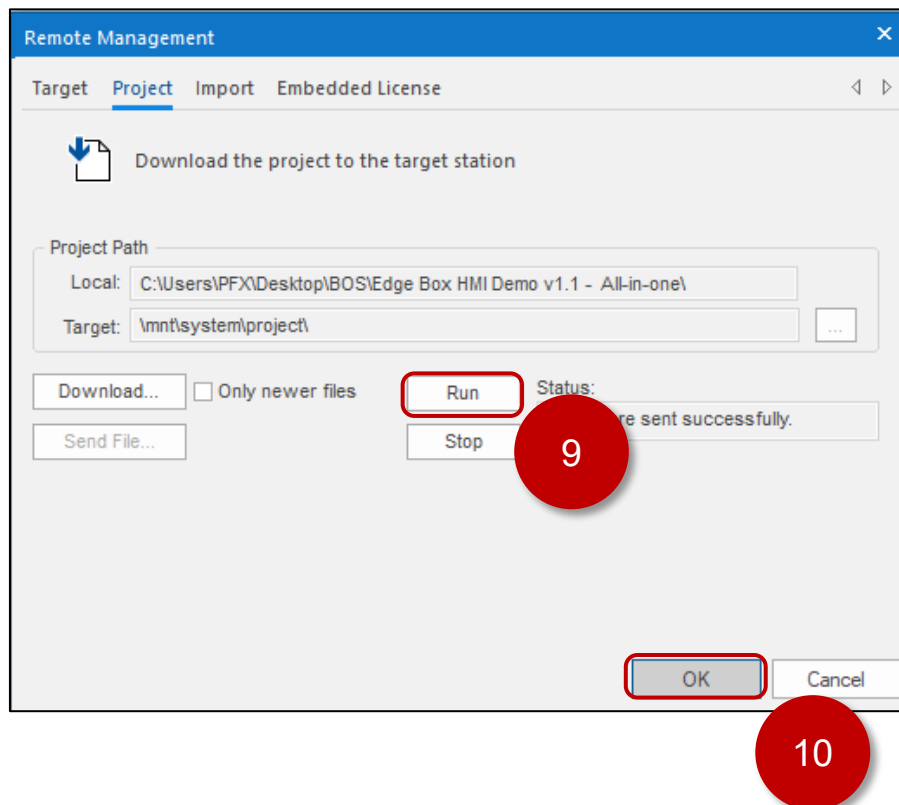 Remote Management
Target Project Import Embedded License
Download the project to the target station
Project Path
Local: C:\Users\PFX\Desktop\BOS\Edge Box HMI Demo v1.1 - All-in-one\
Target: \mnt\system\project\
...
Download... Only newer files Run Status:
re sent successfully.
Send File... Stop
9
OK Cancel
10